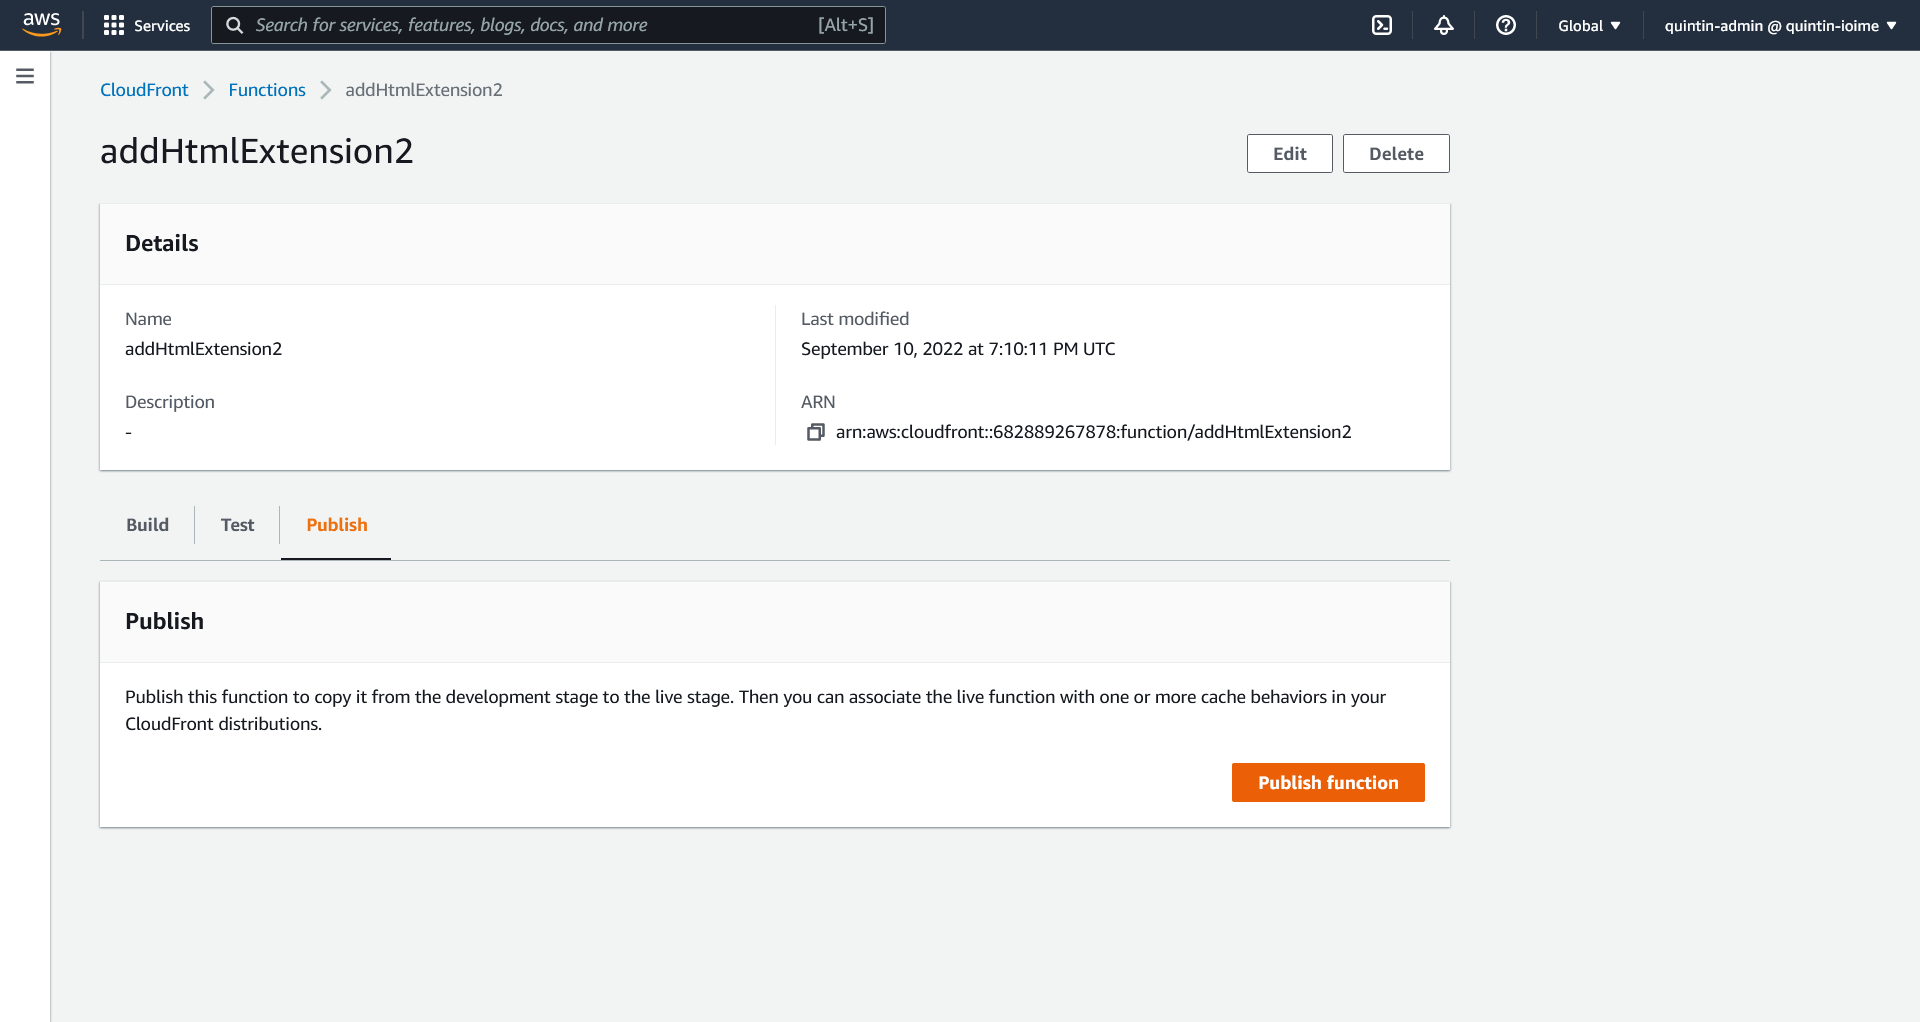 aws
Services
Search for services, features, blogs, docs, and more [Alt+S]
Global
quintin-admin @ quintin-ioime
CloudFront
Functions
addHtmlExtension2
addHtmlExtension2
Edit
Delete
Details
Name
addHtmlExtension2
Description
-
Last modified
September 10, 2022 at 7:10:11 PM UTC
ARN
arn:aws:cloudfront::682889267878:function/addHtmlExtension2
Build
Test
Publish
Publish
Publish this function to copy it from the development stage to the live stage. Then you can associate the live function with one or more cache behaviors in your
CloudFront distributions.
Publish function